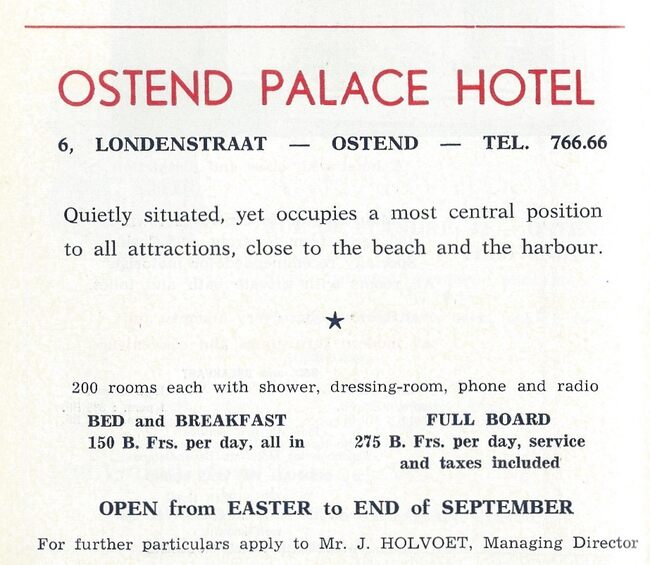 OSTEND PALACE HOTEL
6, LONDENSTRAAT — OSTEND — TEL. 766.66
Quietly situated, yet occupies a most central position
to all attractions, close to the beach and the harbour.
★
200 rooms each with shower, dressing-room, phone and radio
BED and BREAKFAST
150 B. Frs. per day, all in
FULL BOARD
275 B. Frs. per day, service
and taxes included
OPEN from EASTER to END of SEPTEMBER
For further particulars apply to Mr. J. HOLVOET, Managing Director